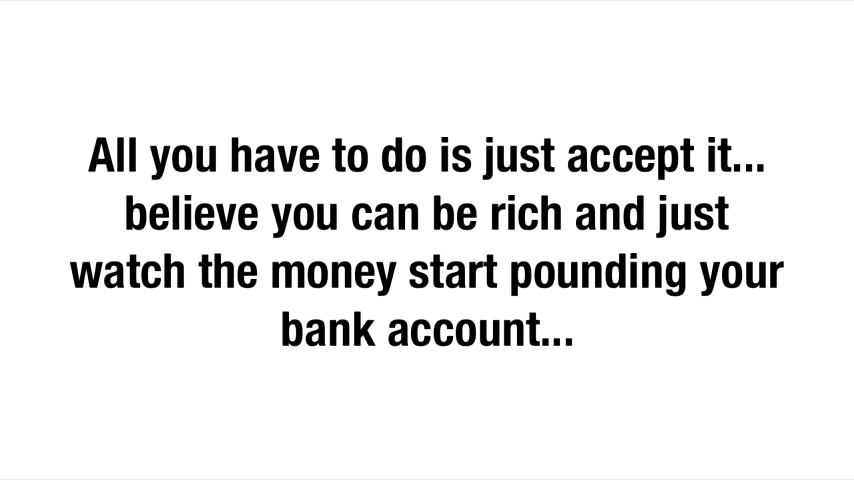 All you have to do is just accept it...
believe you can be rich and just
watch the money start pounding your
bank account...